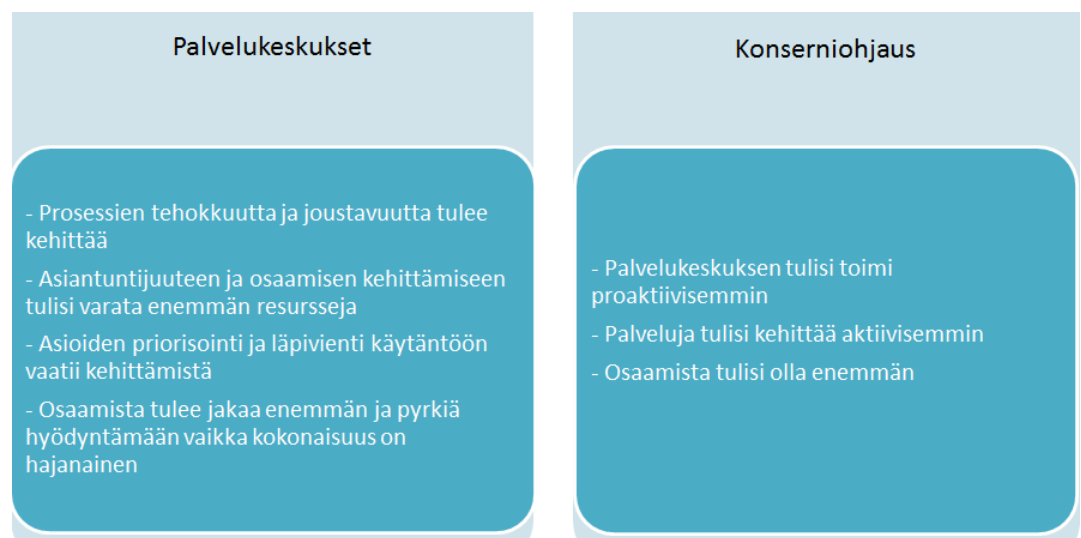 Palvelukeskukset
- Prosessien tehokkuutta ja joustavuutta tulee
kehittää
- Asiantuntijuuteen ja osaamisen kehittämiseen
tulisi varata enemmän resursseja
- Asioiden priorisointi ja läpivienti käytäntöön
vaatii kehittämistä
- Osaamista tulee jakaa enemmän ja pyrkiä
hyödyntämään vaikka kokonaisuus on
hajanainen
Konserniohjaus
- Palvelukeskuksen tulisi toimi
proaktiivisemmin
- Palveluja tulisi kehittää aktiivisemmin
- Osaamista tulisi olla enemmän